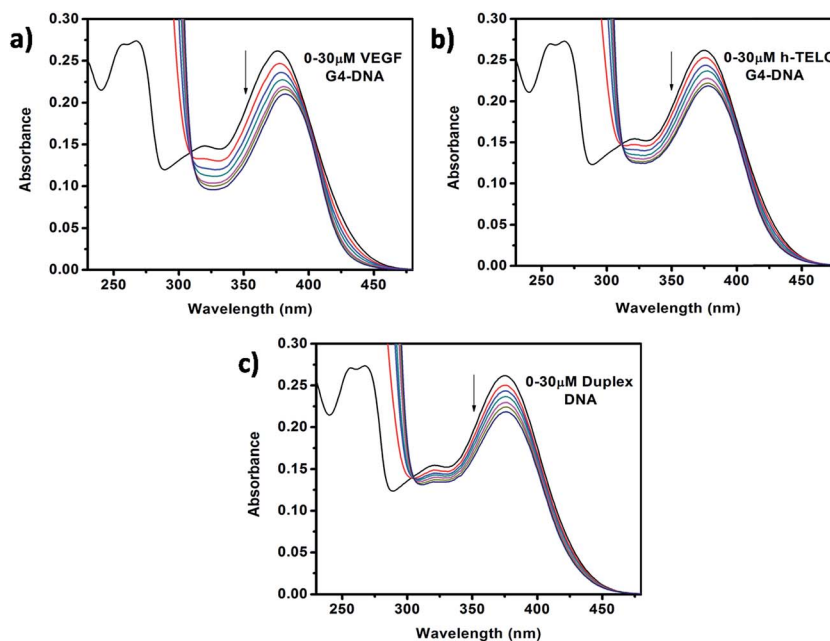 a)
0-30μM VEGF
G4-DNA
Absorbance
0.30
0.25
0.20
0.15
0.10
0.05
0.00
250 300 350 400 450
Wavelength (nm)
b)
0-30μM h-TELO
G4-DNA
Absorbance
0.30
0.25
0.20
0.15
0.10
0.05
0.00
250 300 350 400 450
Wavelength (nm)
c)
0-30μM Duplex
DNA
Absorbance
0.30
0.25
0.20
0.15
0.10
0.05
0.00
250 300 350 400 450
Wavelength (nm)